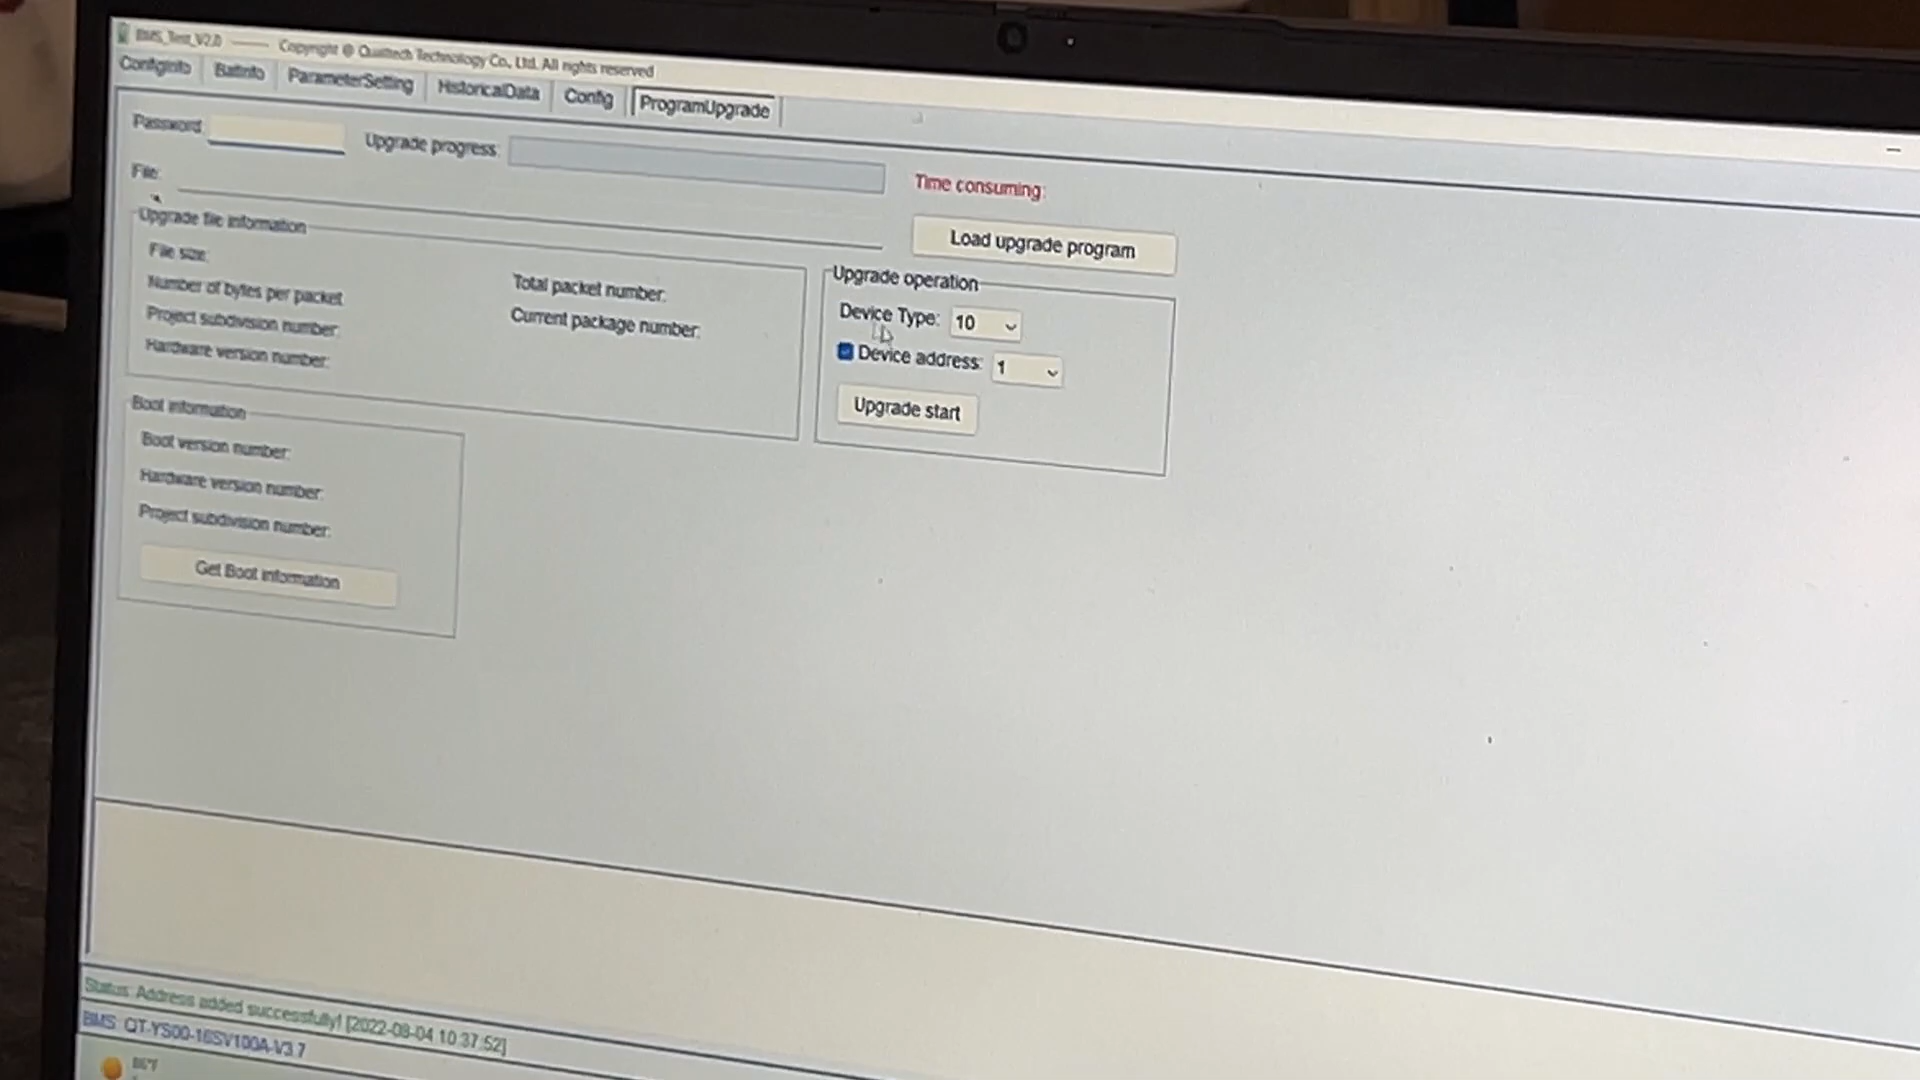 BMS_Test_V2.0 —— Copyright @ Qualtech Technology Co., Ltd. All rights reserved
ConfigInfo BatInfo ParameterSetting HistoricalData Config ProgramUpgrade
Password Upgrade progress:
Time consuming:
File:
Load upgrade program
Upgrade file information
File size:
Number of bytes per packet
Project subdivision number:
Hardware version number:
Total packet number:
Current package number:
Upgrade operation
Device Type: 10
Device address: 1
Upgrade start
Boot information
Boot version number:
Hardware version number:
Project subdivision number:
Get Boot information
Status: Address added successfully! [2022-08-04 10:37:52]
BMS: QT-YS00-16SV100A-V3.7
86°F